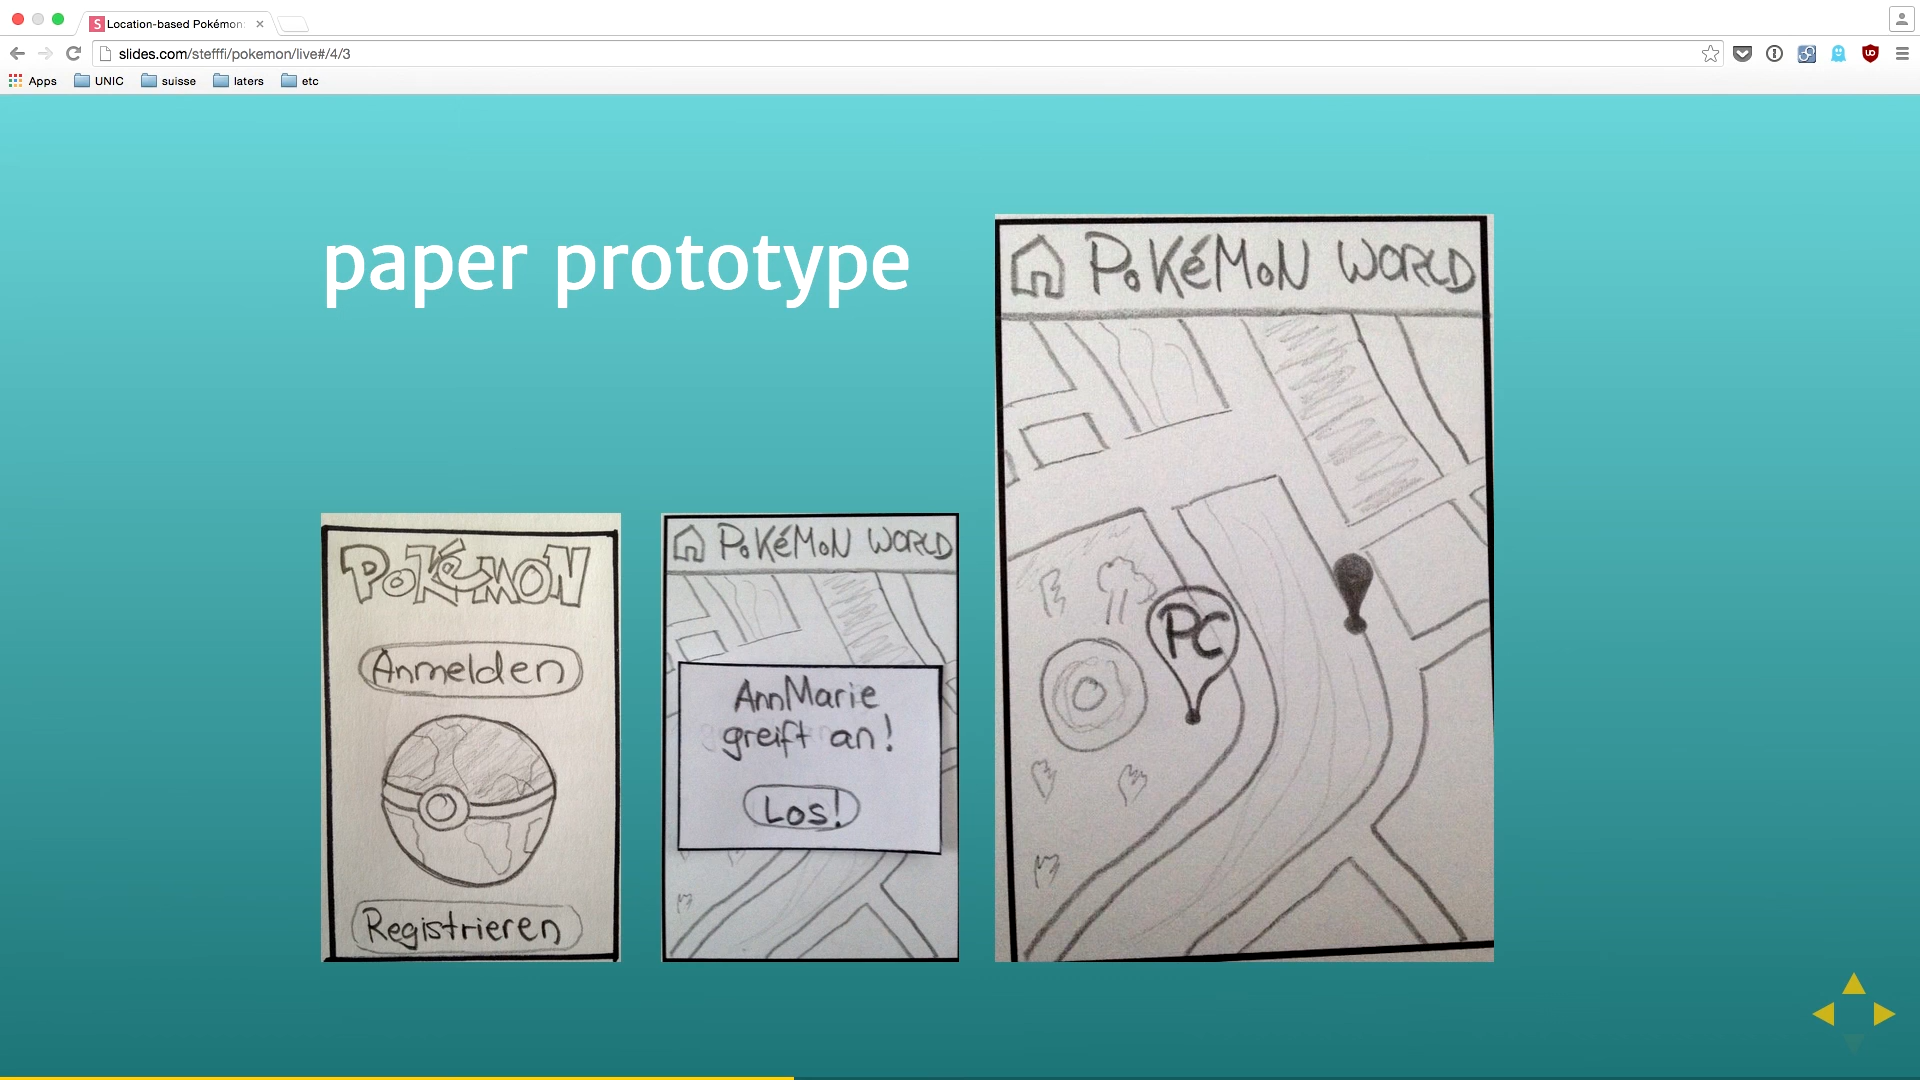 Location-based Pokémon
slides.com/stefffi/pokemon/live#/4/3
Apps
UNIC
suisse
laters
etc
paper prototype
POKéMON
Anmelden
Registrieren
POKéMON WORLD
AnnMarie
greift an!
Los!
POKéMON WORLD
PC